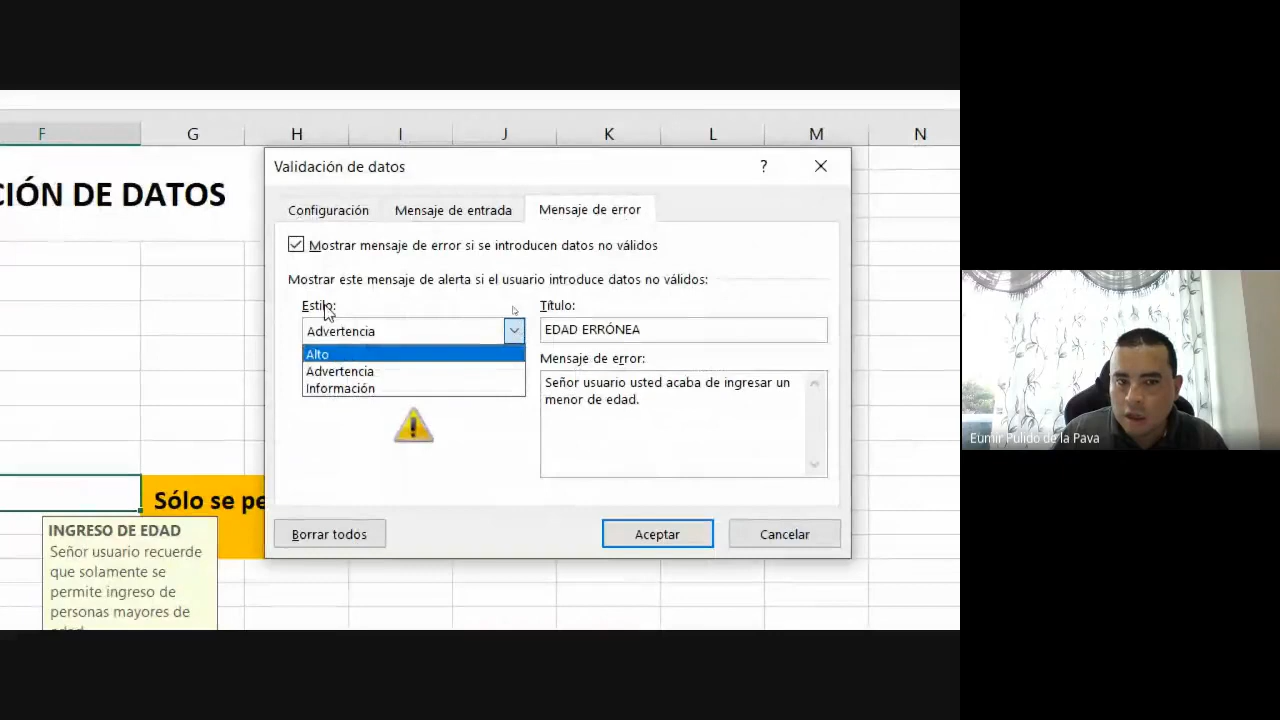 F G H I J K L M N
CIÓN DE DATOS
Validación de datos
?
Configuración Mensaje de entrada Mensaje de error
Mostrar mensaje de error si se introducen datos no válidos
Mostrar este mensaje de alerta si el usuario introduce datos no válidos:
Estilo:
Advertencia
Alto
Advertencia
Información
Título:
EDAD ERRÓNEA
Mensaje de error:
Señor usuario usted acaba de ingresar un
menor de edad.
Borrar todos Aceptar Cancelar
Sólo se pe
INGRESO DE EDAD
Señor usuario recuerde
que solamente se
permite ingreso de
personas mayores de
Eumir Pulido de la Pava